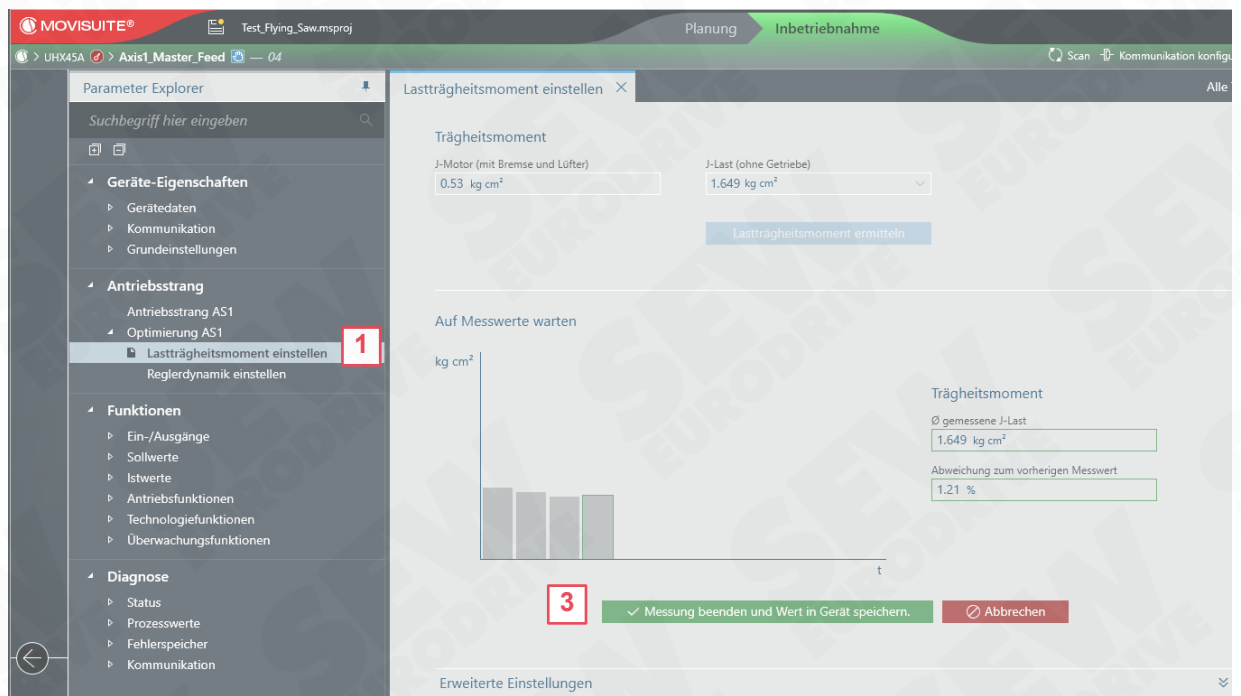 MOVISUITE®
Test_Flying_Saw.msproj
Planung
Inbetriebnahme
> UHX45A > Axis1_Master_Feed — 04
Scan
Kommunikation
Parameter Explorer
Lastträgheitsmoment einstellen
Alle
Suchbegriff hier eingeben
Geräte-Eigenschaften
Gerätedaten
Kommunikation
Grundeinstellungen
Antriebsstrang
Antriebsstrang AS1
Optimierung AS1
Lastträgheitsmoment einstellen
1
Reglerdynamik einstellen
Funktionen
Ein-/Ausgänge
Sollwerte
Istwerte
Antriebsfunktionen
Technologiefunktionen
Überwachungsfunktionen
Diagnose
Status
Prozesswerte
Fehlerspeicher
Kommunikation
Trägheitsmoment
J-Motor (mit Bremse und Lüfter)
J-Last (ohne Getriebe)
0.53 kg cm²
1.649 kg cm²
Lastträgheitsmoment ermitteln
Auf Messwerte warten
kg cm²
t
Trägheitsmoment
Ø gemessene J-Last
1.649 kg cm²
Abweichung zum vorherigen Messwert
1.21 %
3
Messung beenden und Wert in Gerät speichern.
Abbrechen
Erweiterte Einstellungen
SEW
EURODRIVE